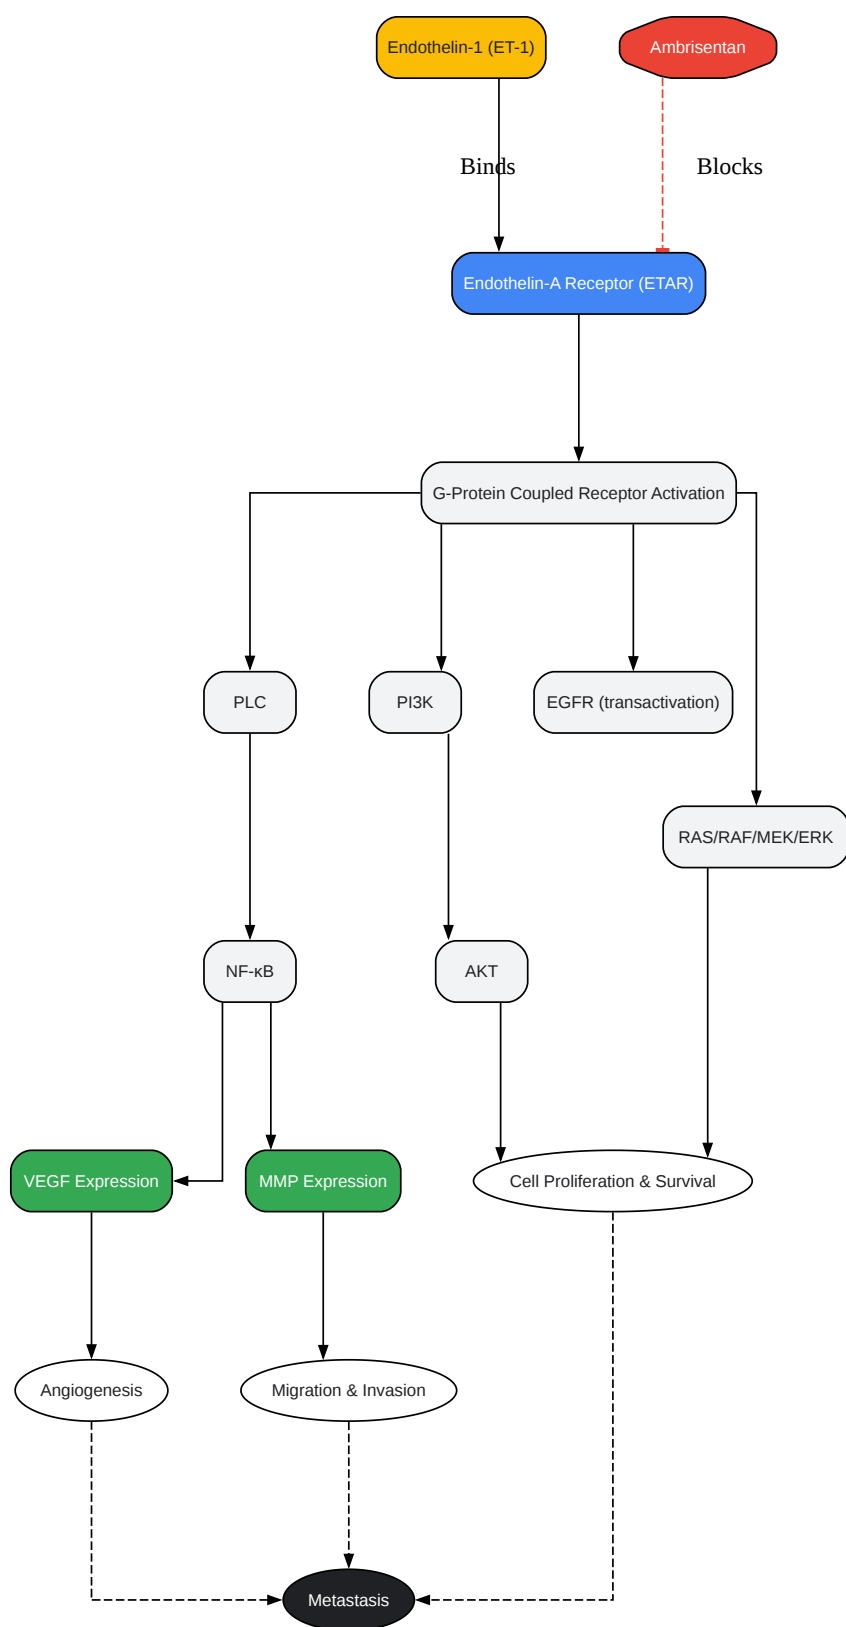 Endothelin-1 (ET-1)
Ambrisentan
Binds
Blocks
Endothelin-A Receptor (ETAR)
G-Protein Coupled Receptor Activation
PLC
PI3K
EGFR (transactivation)
RAS/RAF/MEK/ERK
NF-κB
AKT
VEGF Expression
MMP Expression
Cell Proliferation & Survival
Angiogenesis
Migration & Invasion
Metastasis